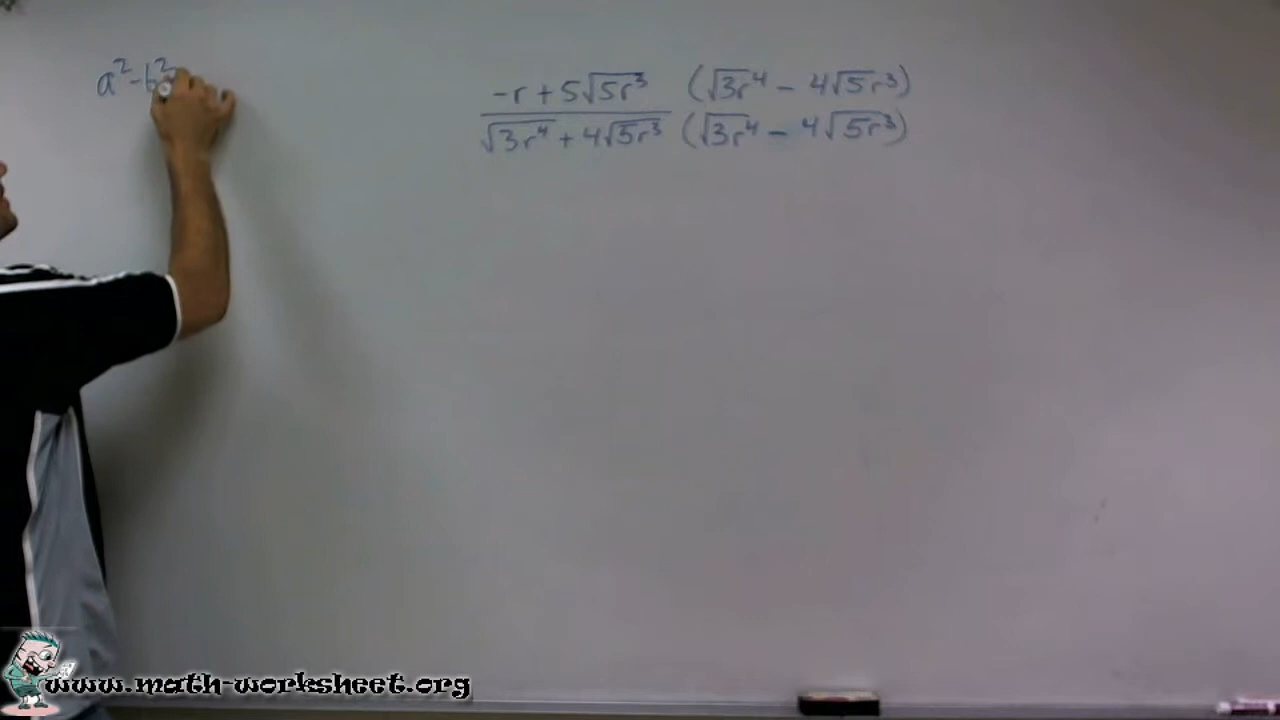 a² - b²
-r + 5√5r³ (√3r⁴ - 4√5r³)
√3r⁴ + 4√5r³ (√3r⁴ - 4√5r³)
www.math-worksheet.org